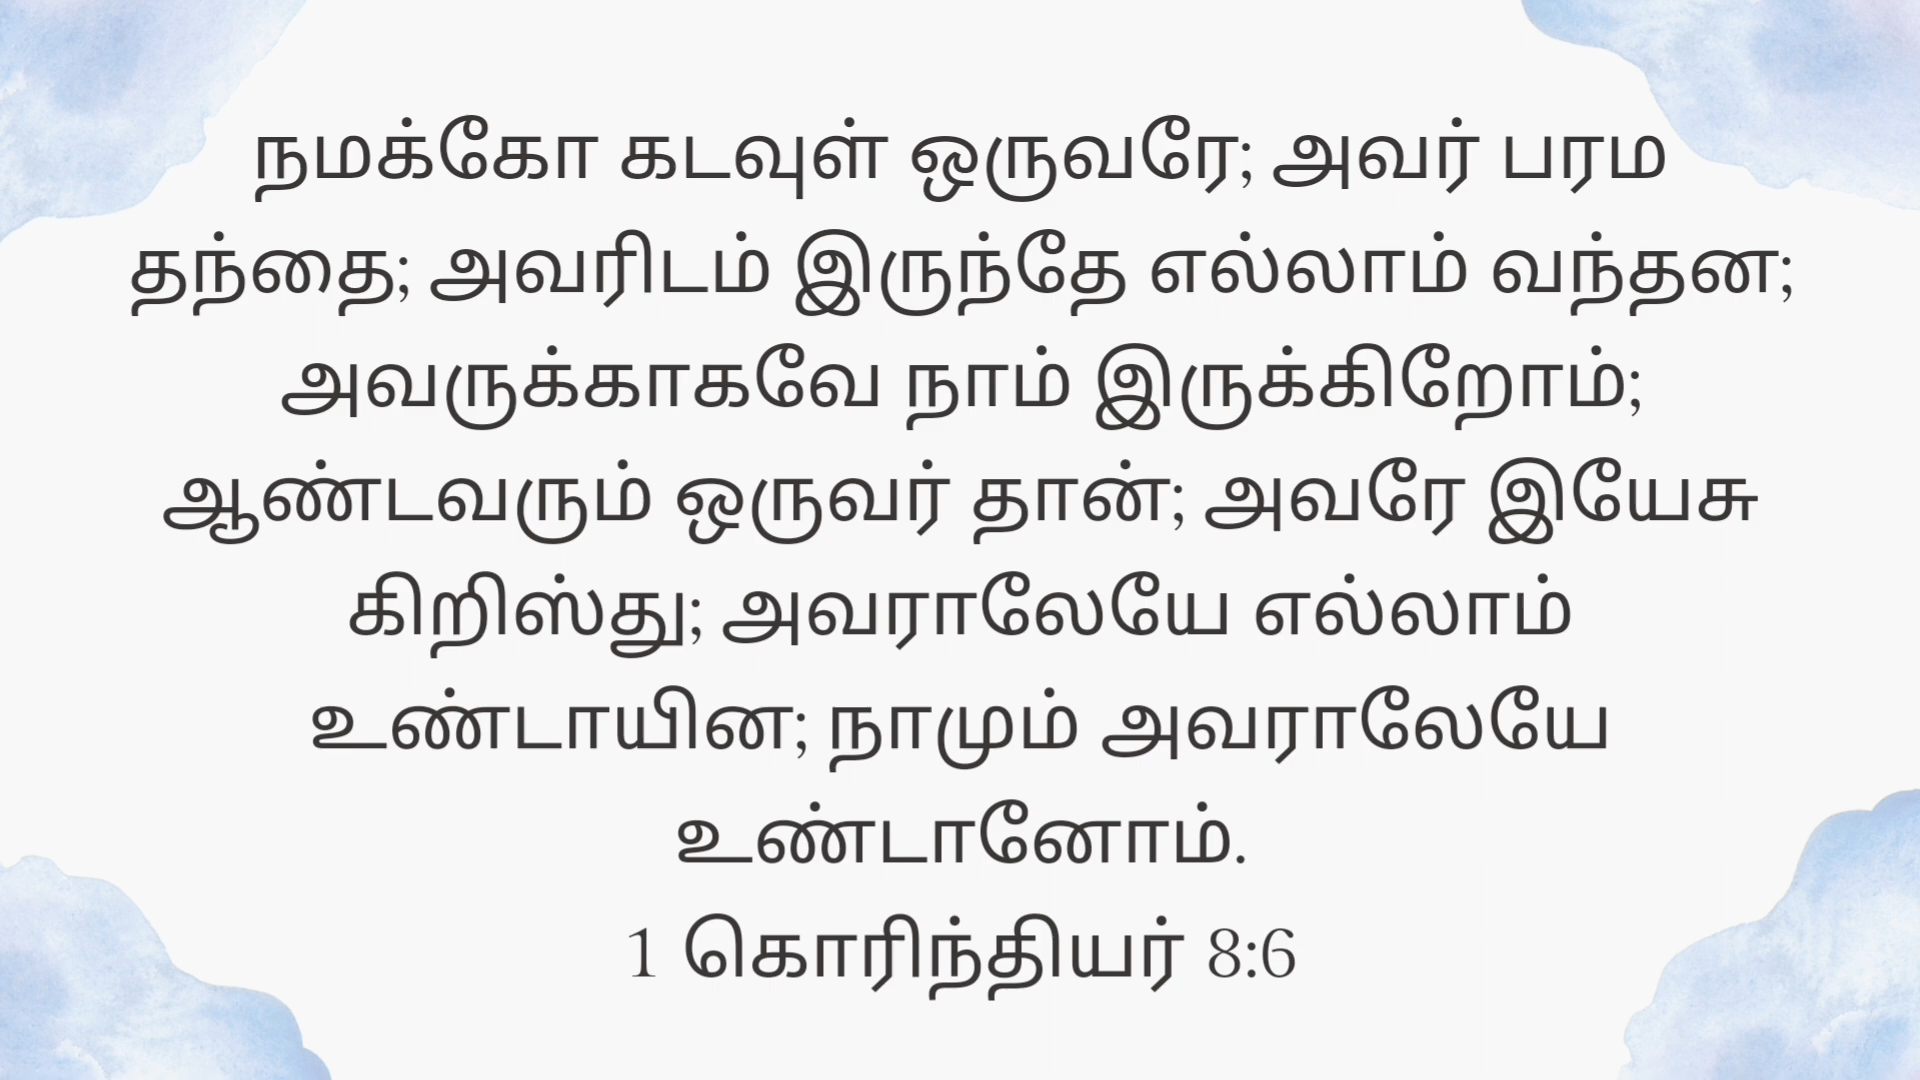 நமக்கோ கடவுள் ஒருவரே; அவர் பரம
தந்தை; அவரிடம் இருந்தே எல்லாம் வந்தன;
அவருக்காகவே நாம் இருக்கிறோம்;
ஆண்டவரும் ஒருவர் தான்; அவரே இயேசு
கிறிஸ்து; அவராலேயே எல்லாம்
உண்டாயின; நாமும் அவராலேயே
உண்டானோம்.
1 கொரிந்தியர் 8:6